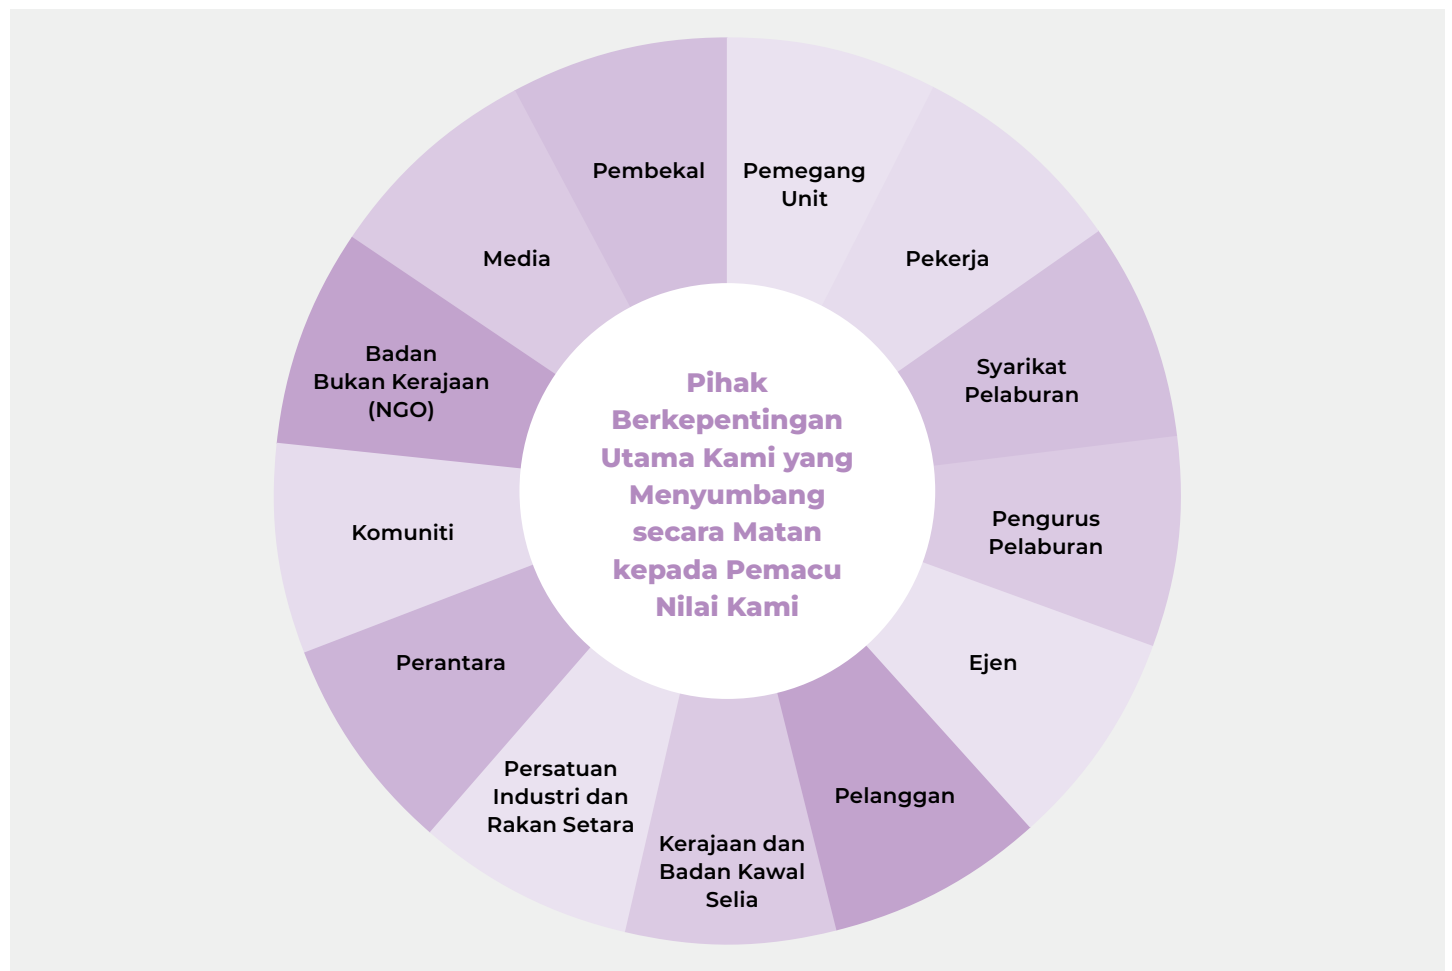 Pembekal
Pemegang
Unit
Pekerja
Syarikat
Pelaburan
Pengurus
Pelaburan
Ejen
Pelanggan
Kerajaan dan
Badan Kawal
Selia
Persatuan
Industri dan
Rakan Setara
Perantara
Komuniti
Badan
Bukan Kerajaan
(NGO)
Media
Pihak
Berkepentingan
Utama Kami yang
Menyumbang
secara Matan
kepada Pemacu
Nilai Kami